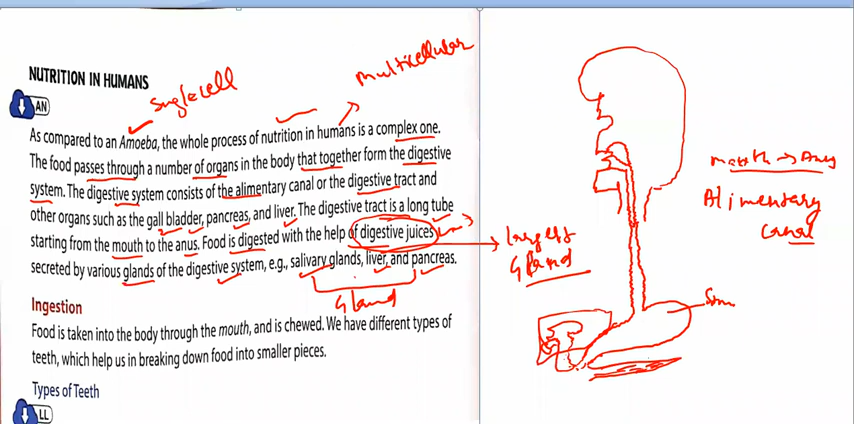 NUTRITION IN HUMANS
AN
Single cell
Multicellular
As compared to an Amoeba, the whole process of nutrition in humans is a complex one.
The food passes through a number of organs in the body that together form the digestive
system. The digestive system consists of the alimentary canal or the digestive tract and
other organs such as the gall bladder, pancreas, and liver. The digestive tract is a long tube
starting from the mouth to the anus. Food is digested with the help of digestive juices
secreted by various glands of the digestive system, e.g., salivary glands, liver, and pancreas.
Gland
Ingestion
Food is taken into the body through the mouth, and is chewed. We have different types of
teeth, which help us in breaking down food into smaller pieces.
Types of Teeth
LL
largest
Gland
mouth → Anus
Alimentary
canal